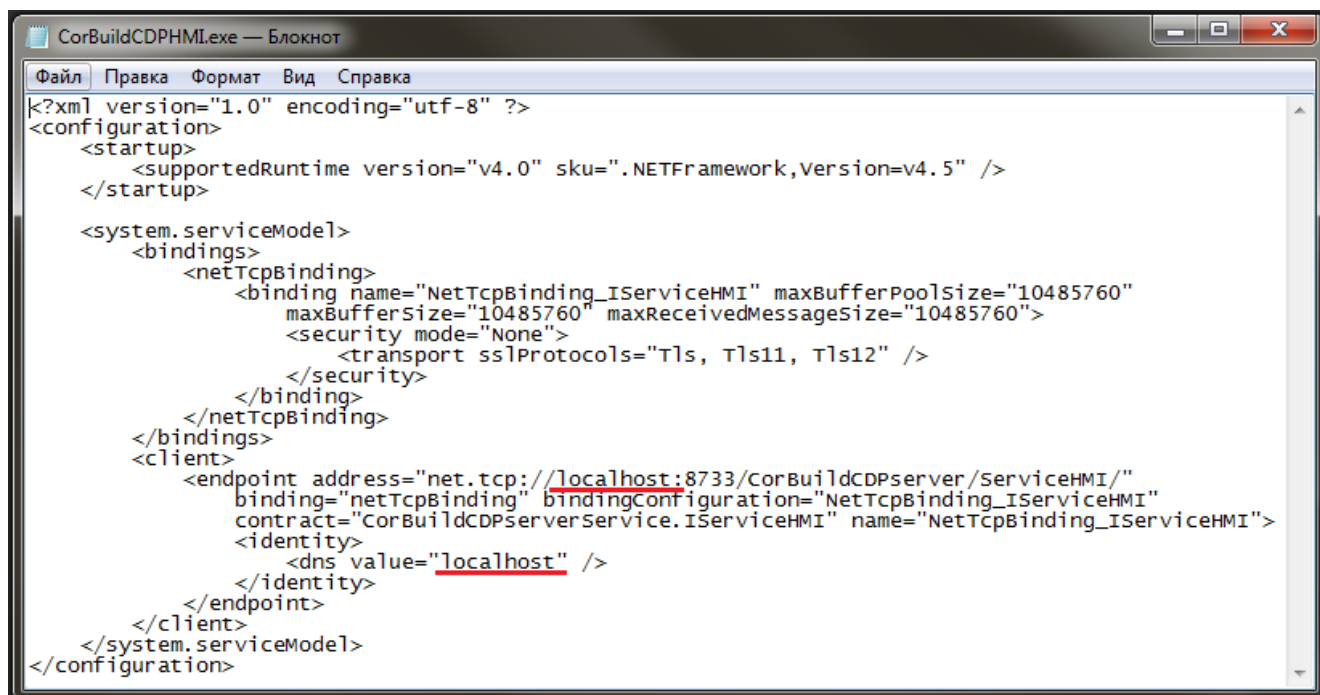 CorBuildCDPHMI.exe — Блокнот
Файл Правка Формат Вид Справка
<?xml version="1.0" encoding="utf-8" ?>
<configuration>
    <startup>
        <supportedRuntime version="v4.0" sku=".NETFramework,Version=v4.5" />
    </startup>

    <system.serviceModel>
        <bindings>
            <netTcpBinding>
                <binding name="NetTcpBinding_IServiceHMI" maxBufferPoolSize="10485760"
                    maxBufferSize="10485760" maxReceivedMessageSize="10485760">
                    <security mode="None">
                        <transport sslProtocols="Tls, Tls11, Tls12" />
                    </security>
                </binding>
            </netTcpBinding>
        </bindings>
        <client>
            <endpoint address="net.tcp://localhost:8733/CorBuildCDPserver/ServiceHMI/"
                binding="netTcpBinding" bindingConfiguration="NetTcpBinding_IServiceHMI"
                contract="CorBuildCDPserverService.IServiceHMI" name="NetTcpBinding_IServiceHMI">
                <identity>
                    <dns value="localhost" />
                </identity>
            </endpoint>
        </client>
    </system.serviceModel>
</configuration>